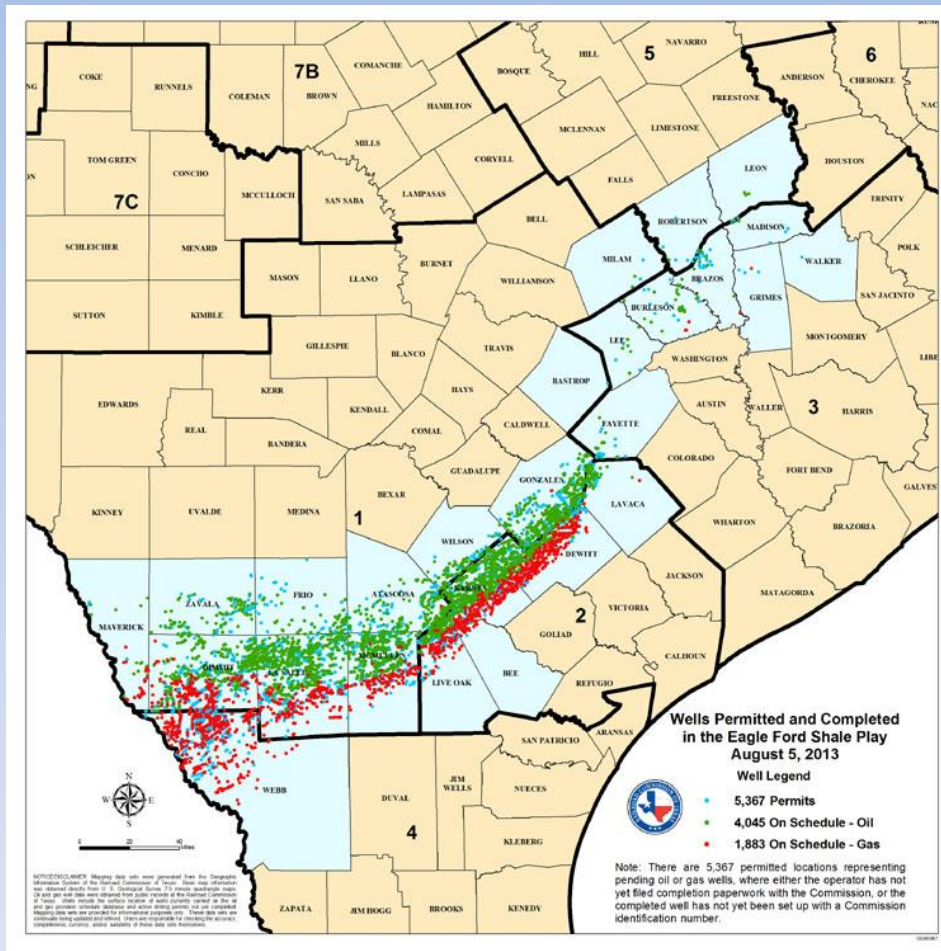 COKE
RUNNELS
COLEMAN
7B
BROWN
COMANCHE
HAMILTON
BOSQUE
HILL
5
NAVARRO
ANDERSON
6
CHEROKEE
FREESTONE
MCLENNAN
LIMESTONE
MILLS
TOM GREEN
CONCHO
MCCULLOCH
7C
SAN SABA
LAMPASAS
CORYELL
FALLS
LEON
HOUSTON
TRINITY
SCHLEICHER
MENARD
MASON
LLANO
BURNET
BELL
ROBERTSON
MADISON
POLK
WALKER
MILAM
WILLIAMSON
BRAZOS
GRIMES
SAN JACINTO
SUTTON
KIMBLE
BURLESON
MONTGOMERY
GILLESPIE
BLANCO
TRAVIS
LEE
WASHINGTON
EDWARDS
KERR
HAYS
BASTROP
AUSTIN
WALLER
3
HARRIS
REAL
KENDALL
COMAL
CALDWELL
FAYETTE
BANDERA
GUADALUPE
COLORADO
FORT BEND
GONZALES
BEXAR
KINNEY
UVALDE
MEDINA
1
LAVACA
WHARTON
BRAZORIA
WILSON
DEWITT
JACKSON
MATAGORDA
ZAVALA
FRIO
ATASCOSA
KARNES
MAVERICK
VICTORIA
2
GOLIAD
CALHOUN
DIMMIT
LA SALLE
MCMULLEN
LIVE OAK
BEE
REFUGIO
ARANSAS
SAN PATRICIO
WEBB
DUVAL
JIM WELLS
NUECES
4
KLEBERG
ZAPATA
JIM HOGG
BROOKS
KENEDY
N
W
E
S
0
20
40
Miles
Wells Permitted and Completed
in the Eagle Ford Shale Play
August 5, 2013
Well Legend
5,367 Permits
4,045 On Schedule - Oil
1,883 On Schedule - Gas
Note: There are 5,367 permitted locations representing
pending oil or gas wells, where either the operator has not
yet filed completion paperwork with the Commission, or the
completed well has not yet been set up with a Commission
identification number.